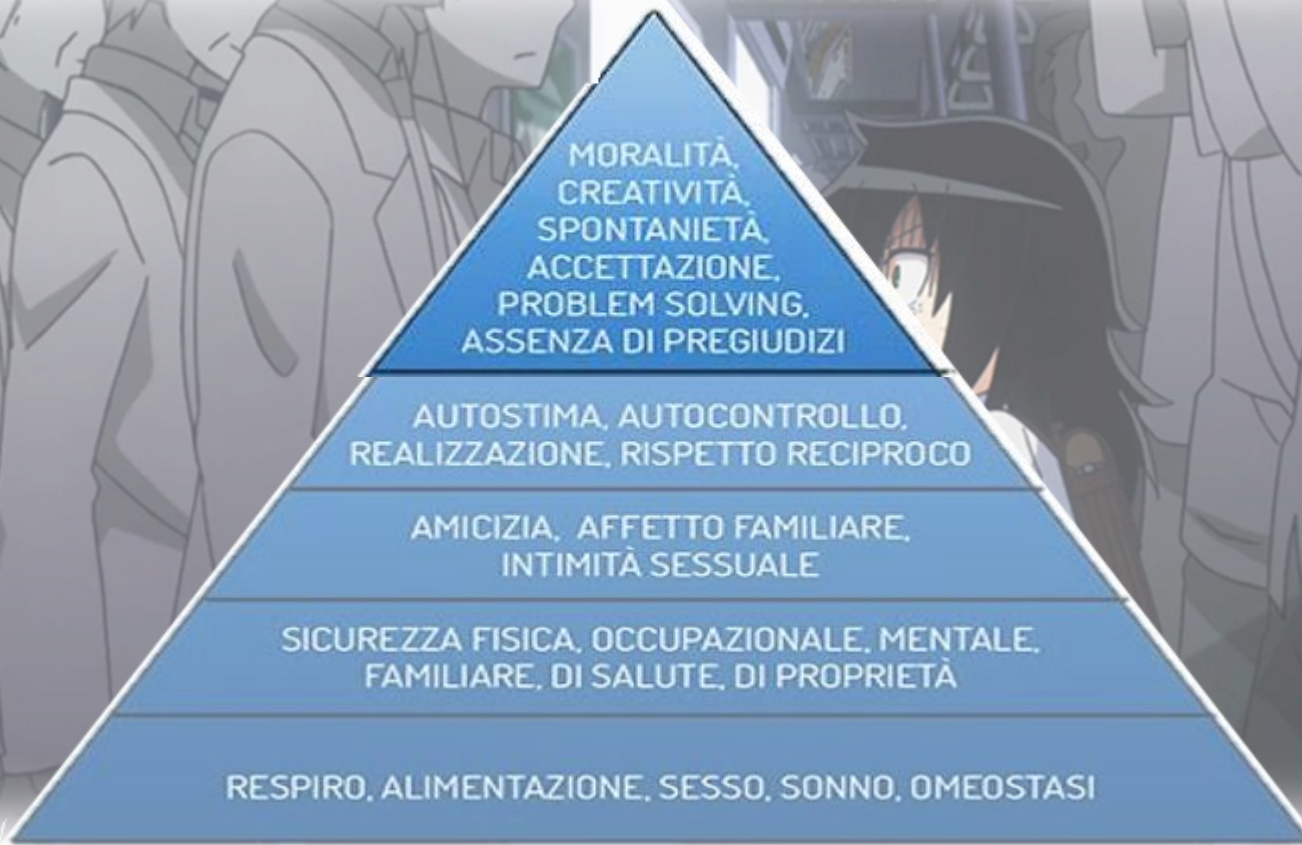 MORALITÀ,
CREATIVITÀ,
SPONTANIETÀ,
ACCETTAZIONE,
PROBLEM SOLVING,
ASSENZA DI PREGIUDIZI
AUTOSTIMA, AUTOCONTROLLO,
REALIZZAZIONE, RISPETTO RECIPROCO
AMICIZIA, AFFETTO FAMILIARE,
INTIMITÀ SESSUALE
SICUREZZA FISICA, OCCUPAZIONALE, MENTALE,
FAMILIARE, DI SALUTE, DI PROPRIETÀ
RESPIRO, ALIMENTAZIONE, SESSO, SONNO, OMEOSTASI